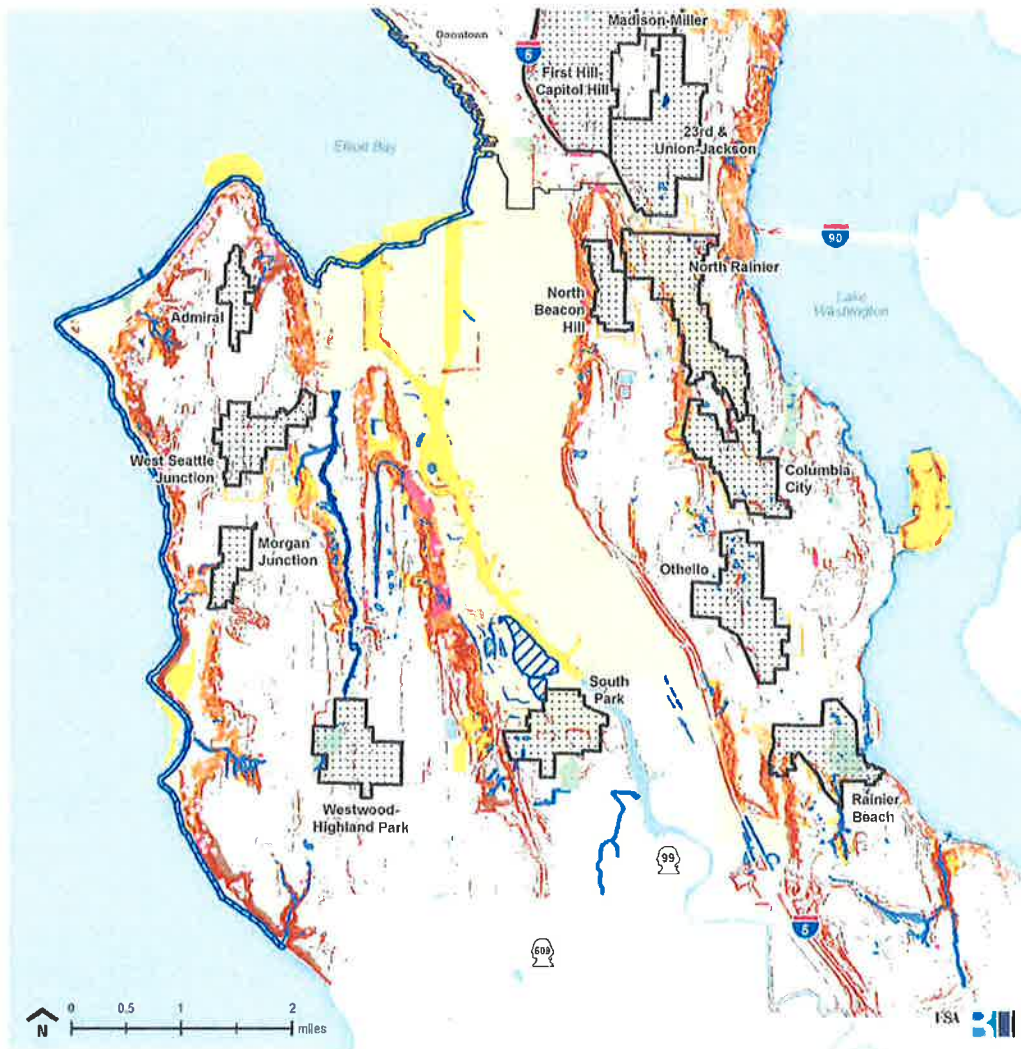 Madison-Miller
Downtown
5
First Hill-
Capitol Hill
23rd &
Union-Jackson
Elliott Bay
90
North Rainier
North
Beacon
Hill
Lake
Washington
Admiral
West Seattle
Junction
Columbia
City
Morgan
Junction
Othello
South
Park
Westwood-
Highland Park
Rainier
Beach
99
5
509
N
0 0.5 1 2
miles
ESA